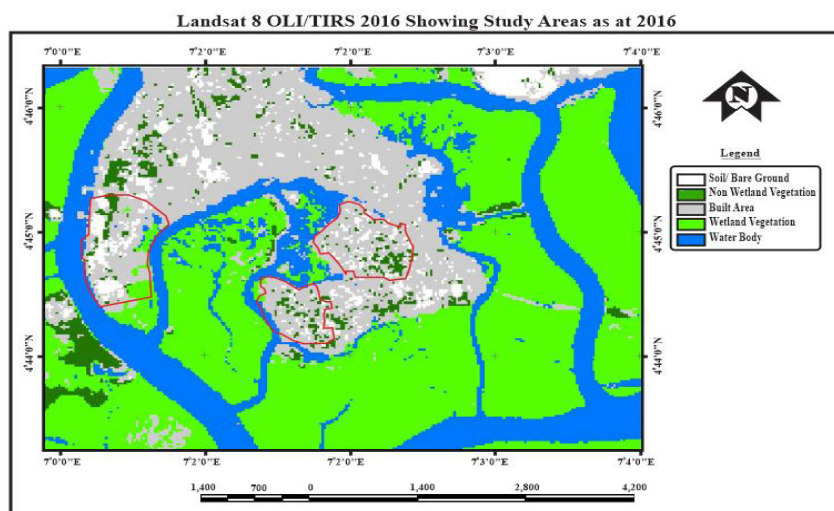 Landsat 8 OLI/TIRS 2016 Showing Study Areas as at 2016
7°0'0"E 7°2'0"E 7°2'0"E 7°3'0"E 7°4'0"E
4°46'0"N 4°46'0"N
4°45'0"N 4°45'0"N
4°44'0"N 4°44'0"N
7°0'0"E 7°2'0"E 7°2'0"E 7°3'0"E 7°4'0"E
N
Legend
Soil/ Bare Ground
Non Wetland Vegetation
Built Area
Wetland Vegetation
Water Body
1,400 700 0 1,400 2,800 4,200